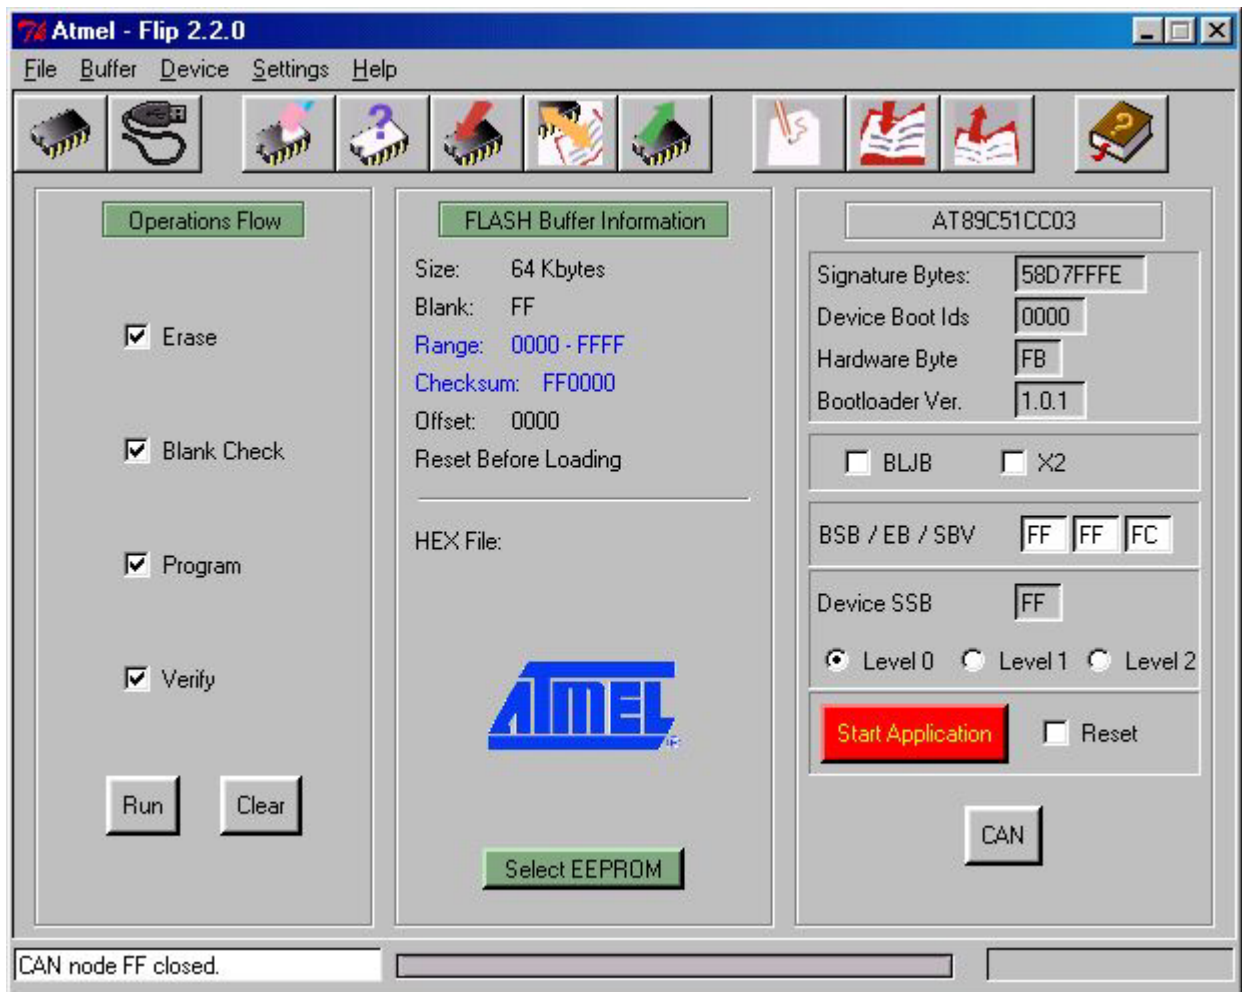 Atmel - Flip 2.2.0
File Buffer Device Settings Help
Operations Flow
Erase
Blank Check
Program
Verify
Run Clear
FLASH Buffer Information
Size: 64 Kbytes
Blank: FF
Range: 0000 - FFFF
Checksum: FF0000
Offset: 0000
Reset Before Loading
HEX File:
ATMEL
®
Select EEPROM
AT89C51CC03
Signature Bytes: 58D7FFFE
Device Boot Ids 0000
Hardware Byte FB
Bootloader Ver. 1.0.1
BLJB X2
BSB / EB / SBV FF FF FC
Device SSB FF
Level 0 Level 1 Level 2
Start Application Reset
CAN
CAN node FF closed.